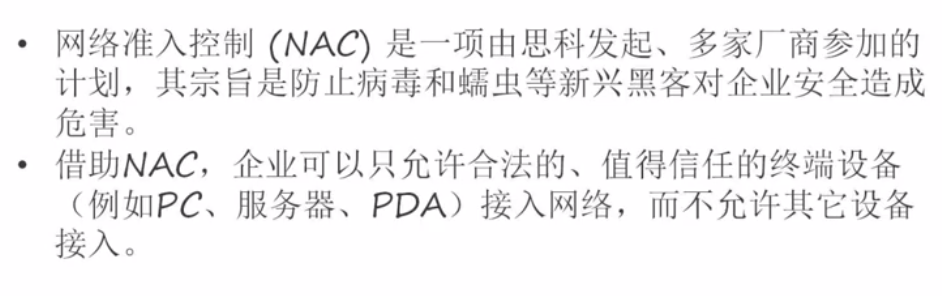 • 网络准入控制 (NAC) 是一项由思科发起、多家厂商参加的
计划，其宗旨是防止病毒和蠕虫等新兴黑客对企业安全造成
危害。
• 借助NAC，企业可以只允许合法的、值得信任的终端设备
（例如PC、服务器、PDA）接入网络，而不允许其它设备
接入。